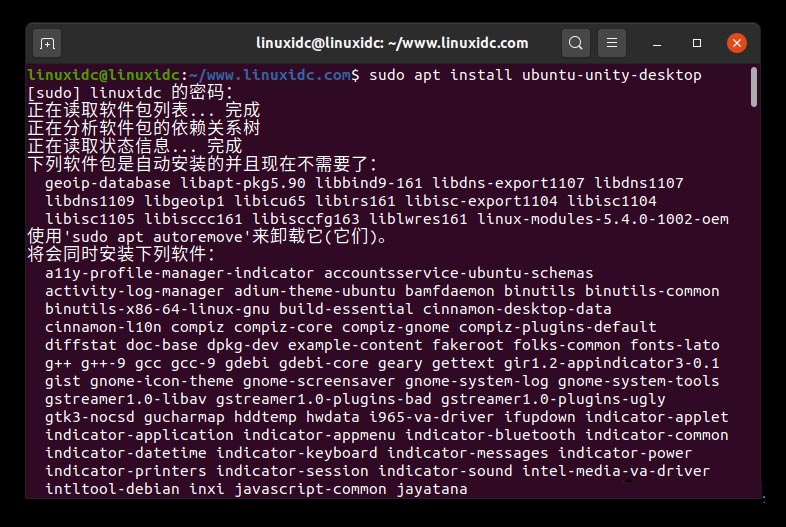 linuxidc@linuxidc: ~/www.linuxidc.com
linuxidc@linuxidc:~/www.linuxidc.com$ sudo apt install ubuntu-unity-desktop
[sudo] linuxidc 的密码：
正在读取软件包列表... 完成
正在分析软件包的依赖关系树
正在读取状态信息... 完成
下列软件包是自动安装的并且现在不需要了：
geoip-database libapt-pkg5.90 libbind9-161 libdns-export1107 libdns1107
libdns1109 libgeoip1 libicu65 libirs161 libisc-export1104 libisc1104
libisc1105 libisccc161 libisccfg163 liblwres161 linux-modules-5.4.0-1002-oem
使用'sudo apt autoremove'来卸载它(它们)。
将会同时安装下列软件：
a11y-profile-manager-indicator accountsservice-ubuntu-schemas
activity-log-manager adium-theme-ubuntu bamfdaemon binutils binutils-common
binutils-x86-64-linux-gnu build-essential cinnamon-desktop-data
cinnamon-l10n compiz compiz-core compiz-gnome compiz-plugins-default
diffstat doc-base dpkg-dev example-content fakeroot folks-common fonts-lato
g++ g++-9 gcc gcc-9 gdebi gdebi-core geary gettext gir1.2-appindicator3-0.1
gist gnome-icon-theme gnome-screensaver gnome-system-log gnome-system-tools
gstreamer1.0-libav gstreamer1.0-plugins-bad gstreamer1.0-plugins-ugly
gtk3-nocsd gucharmap hddtemp hwdata i965-va-driver ifupdown indicator-applet
indicator-application indicator-appmenu indicator-bluetooth indicator-common
indicator-datetime indicator-keyboard indicator-messages indicator-power
indicator-printers indicator-session indicator-sound intel-media-va-driver
intltool-debian inxi javascript-common jayatana